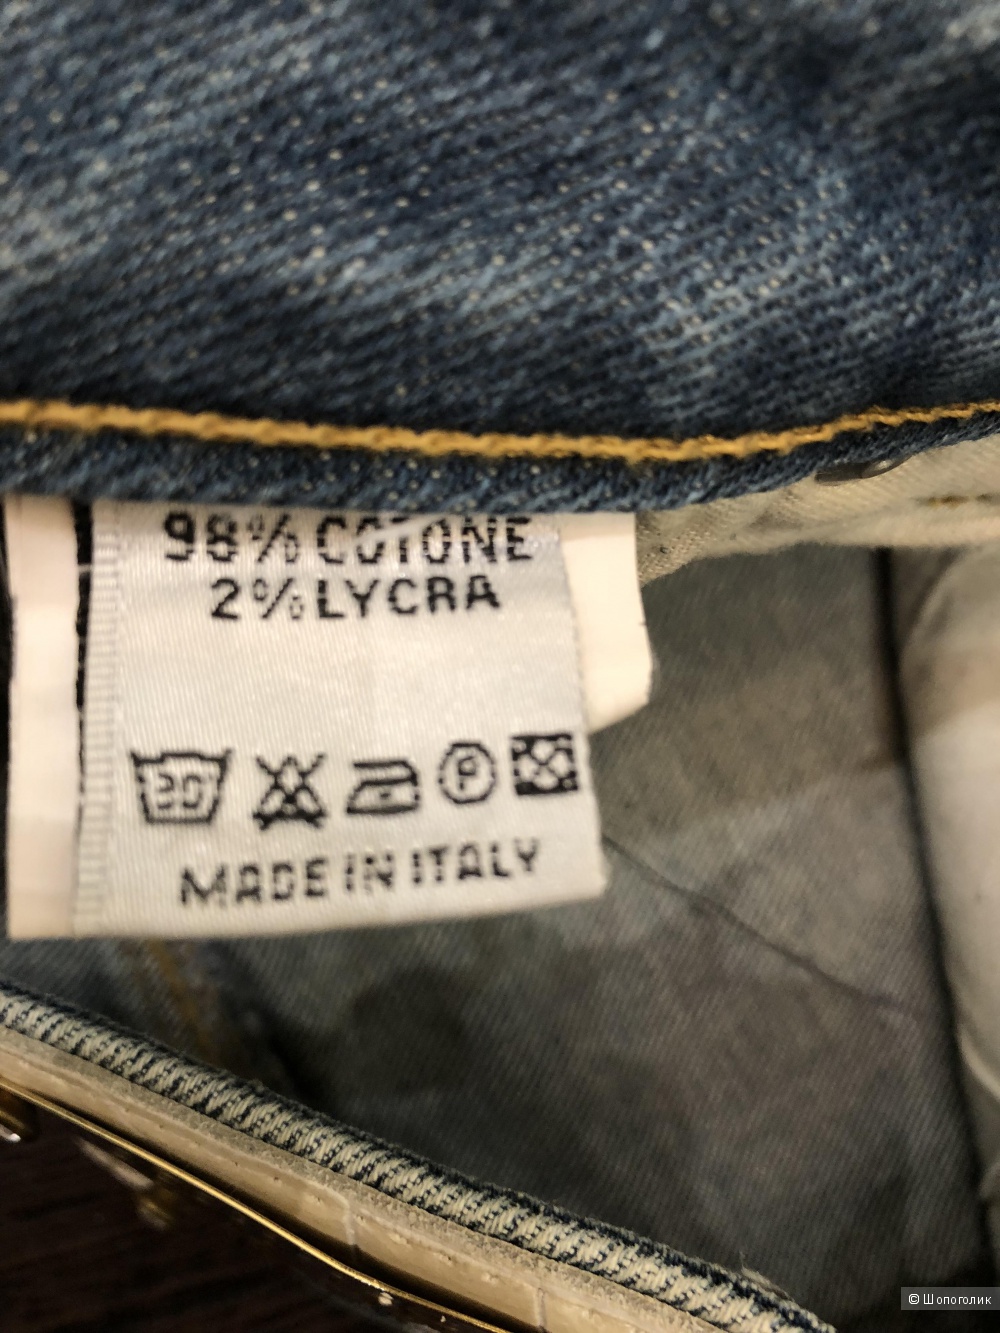 98% COTONE
2% LYCRA
30
P
MADE IN ITALY
© Шопоголик